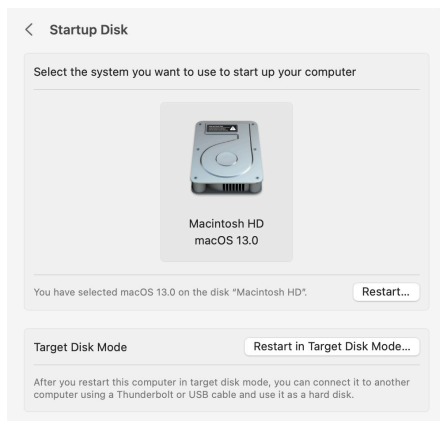 Startup Disk
Select the system you want to use to start up your computer
Macintosh HD
macOS 13.0
You have selected macOS 13.0 on the disk “Macintosh HD”.
Restart...
Target Disk Mode
Restart in Target Disk Mode...
After you restart this computer in target disk mode, you can connect it to another
computer using a Thunderbolt or USB cable and use it as a hard disk.